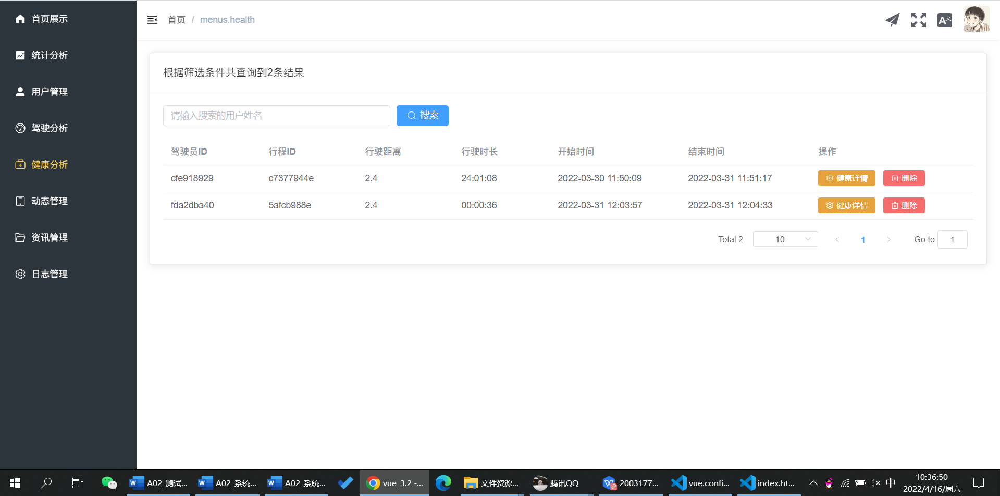 首页展示
统计分析
用户管理
驾驶分析
健康分析
动态管理
资讯管理
日志管理
首页 / menus.health
根据筛选条件共查询到2条结果
请输入搜索的用户姓名 搜索
驾驶员ID 行程ID 行驶距离 行驶时长 开始时间 结束时间 操作
cfe918929 c7377944e 2.4 24:01:08 2022-03-30 11:50:09 2022-03-31 11:51:17 健康详情 删除
fda2dba40 5afcb988e 2.4 00:00:36 2022-03-31 12:03:57 2022-03-31 12:04:33 健康详情 删除
Total 2 10 1 Go to 1
A02_测试... A02_系统... A02_系统... vue_3.2 -... 文件资源... 腾讯QQ 2003177... vue.confi... index.ht... 中 10:36:50
2022/4/16/周六